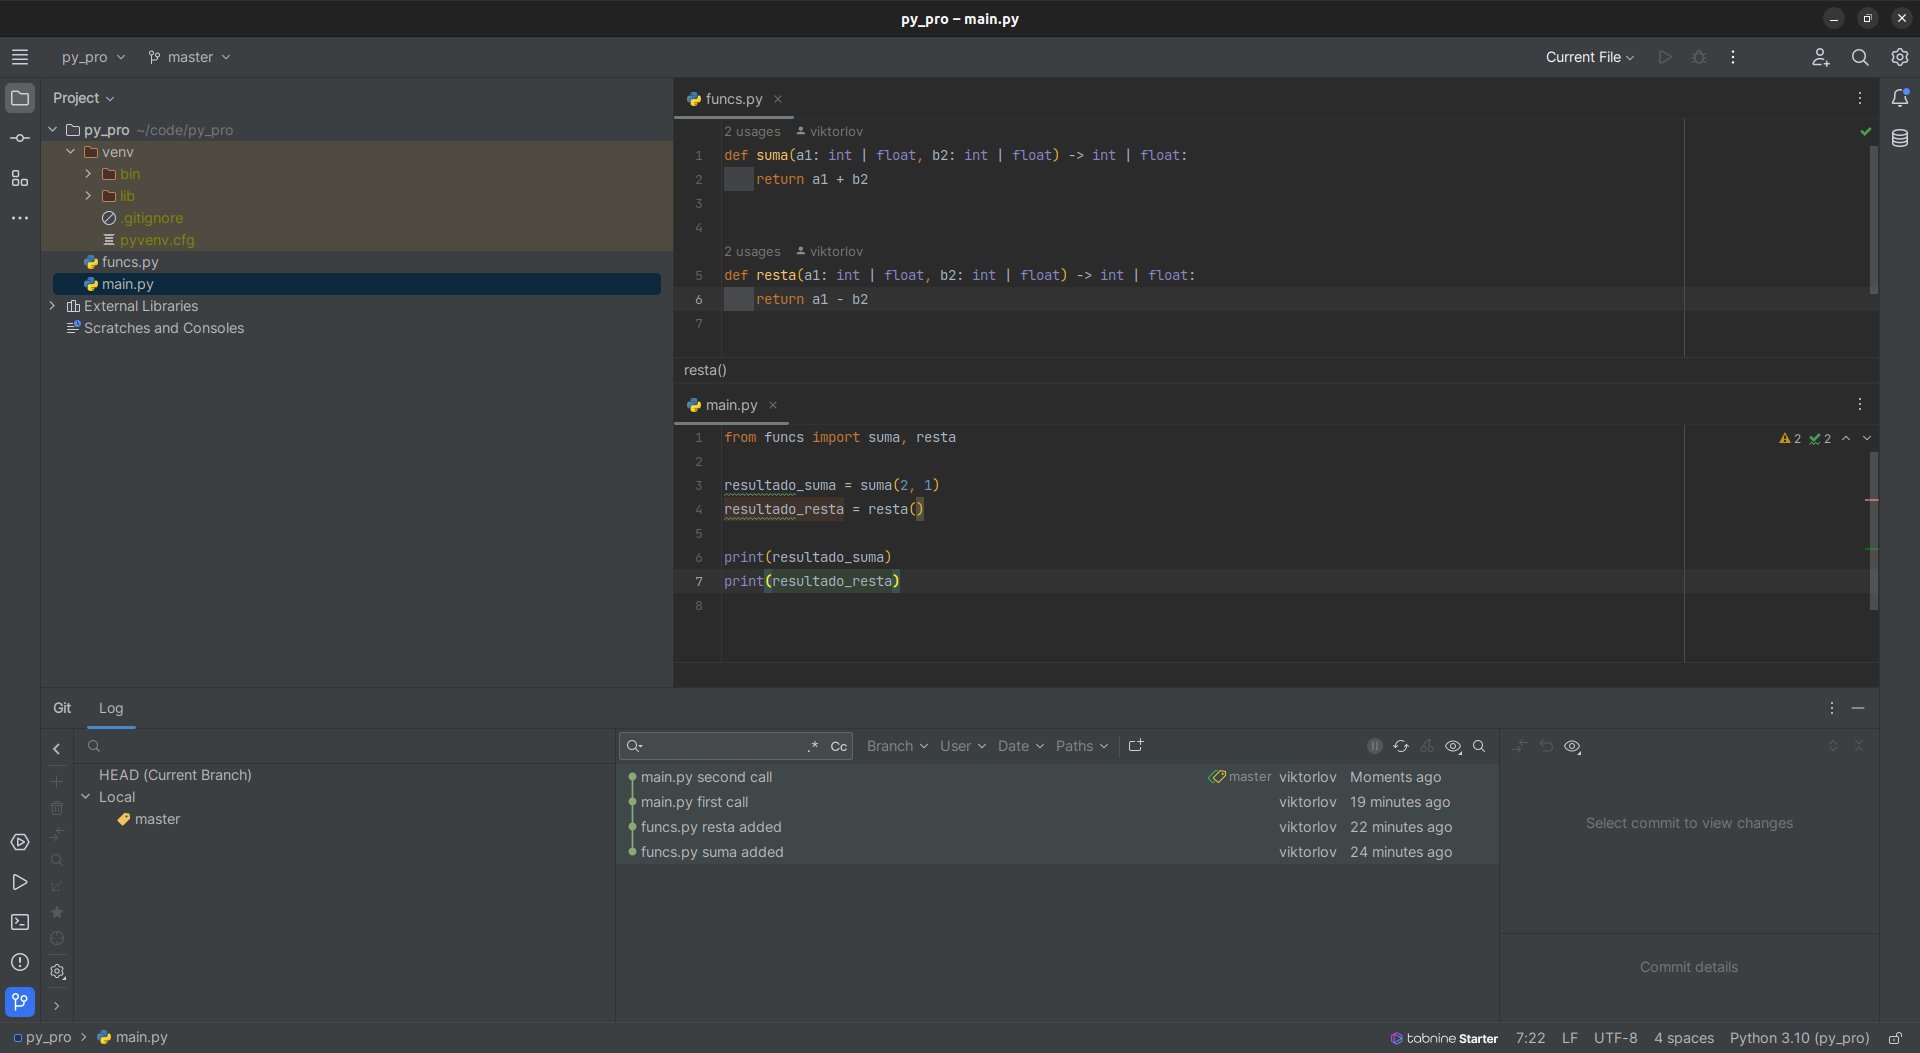 py_pro – main.py
py_pro master Current File
Project
py_pro ~/code/py_pro
venv
bin
lib
.gitignore
pyvenv.cfg
funcs.py
main.py
External Libraries
Scratches and Consoles
funcs.py
2 usages viktorlov
1 def suma(a1: int | float, b2: int | float) -> int | float:
2 return a1 + b2
3
4
2 usages viktorlov
5 def resta(a1: int | float, b2: int | float) -> int | float:
6 return a1 - b2
7
resta()
main.py
1 from funcs import suma, resta
2 2
2
3 resultado_suma = suma(2, 1)
4 resultado_resta = resta()
5
6 print(resultado_suma)
7 print(resultado_resta)
8
Git Log
.* Cc Branch User Date Paths
HEAD (Current Branch)
Local
master
main.py second call master viktorlov Moments ago
main.py first call viktorlov 19 minutes ago
funcs.py resta added viktorlov 22 minutes ago
funcs.py suma added viktorlov 24 minutes ago
Select commit to view changes
Commit details
py_pro > main.py
tabnine Starter 7:22 LF UTF-8 4 spaces Python 3.10 (py_pro)